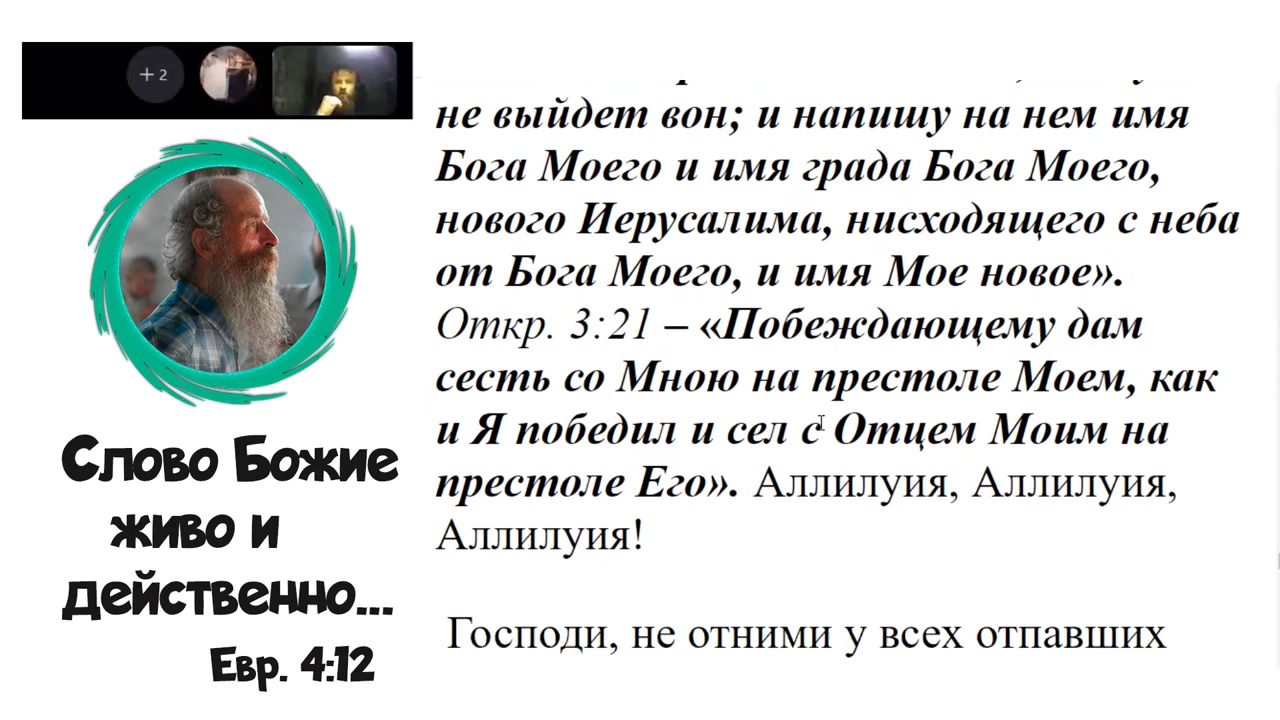 + 2
не выйдет вон; и напишу на нем имя
Бога Моего и имя града Бога Моего,
нового Иерусалима, нисходящего с неба
от Бога Моего, и имя Мое новое».
Откр. 3:21 – «Побеждающему дам
сесть со Мною на престоле Моем, как
и Я победил и сел с Отцем Моим на
престоле Его». Аллилуия, Аллилуия,
Аллилуия!
Господи, не отними у всех отпавших
Слово Божие
живо и
действенно...
Евр. 4:12